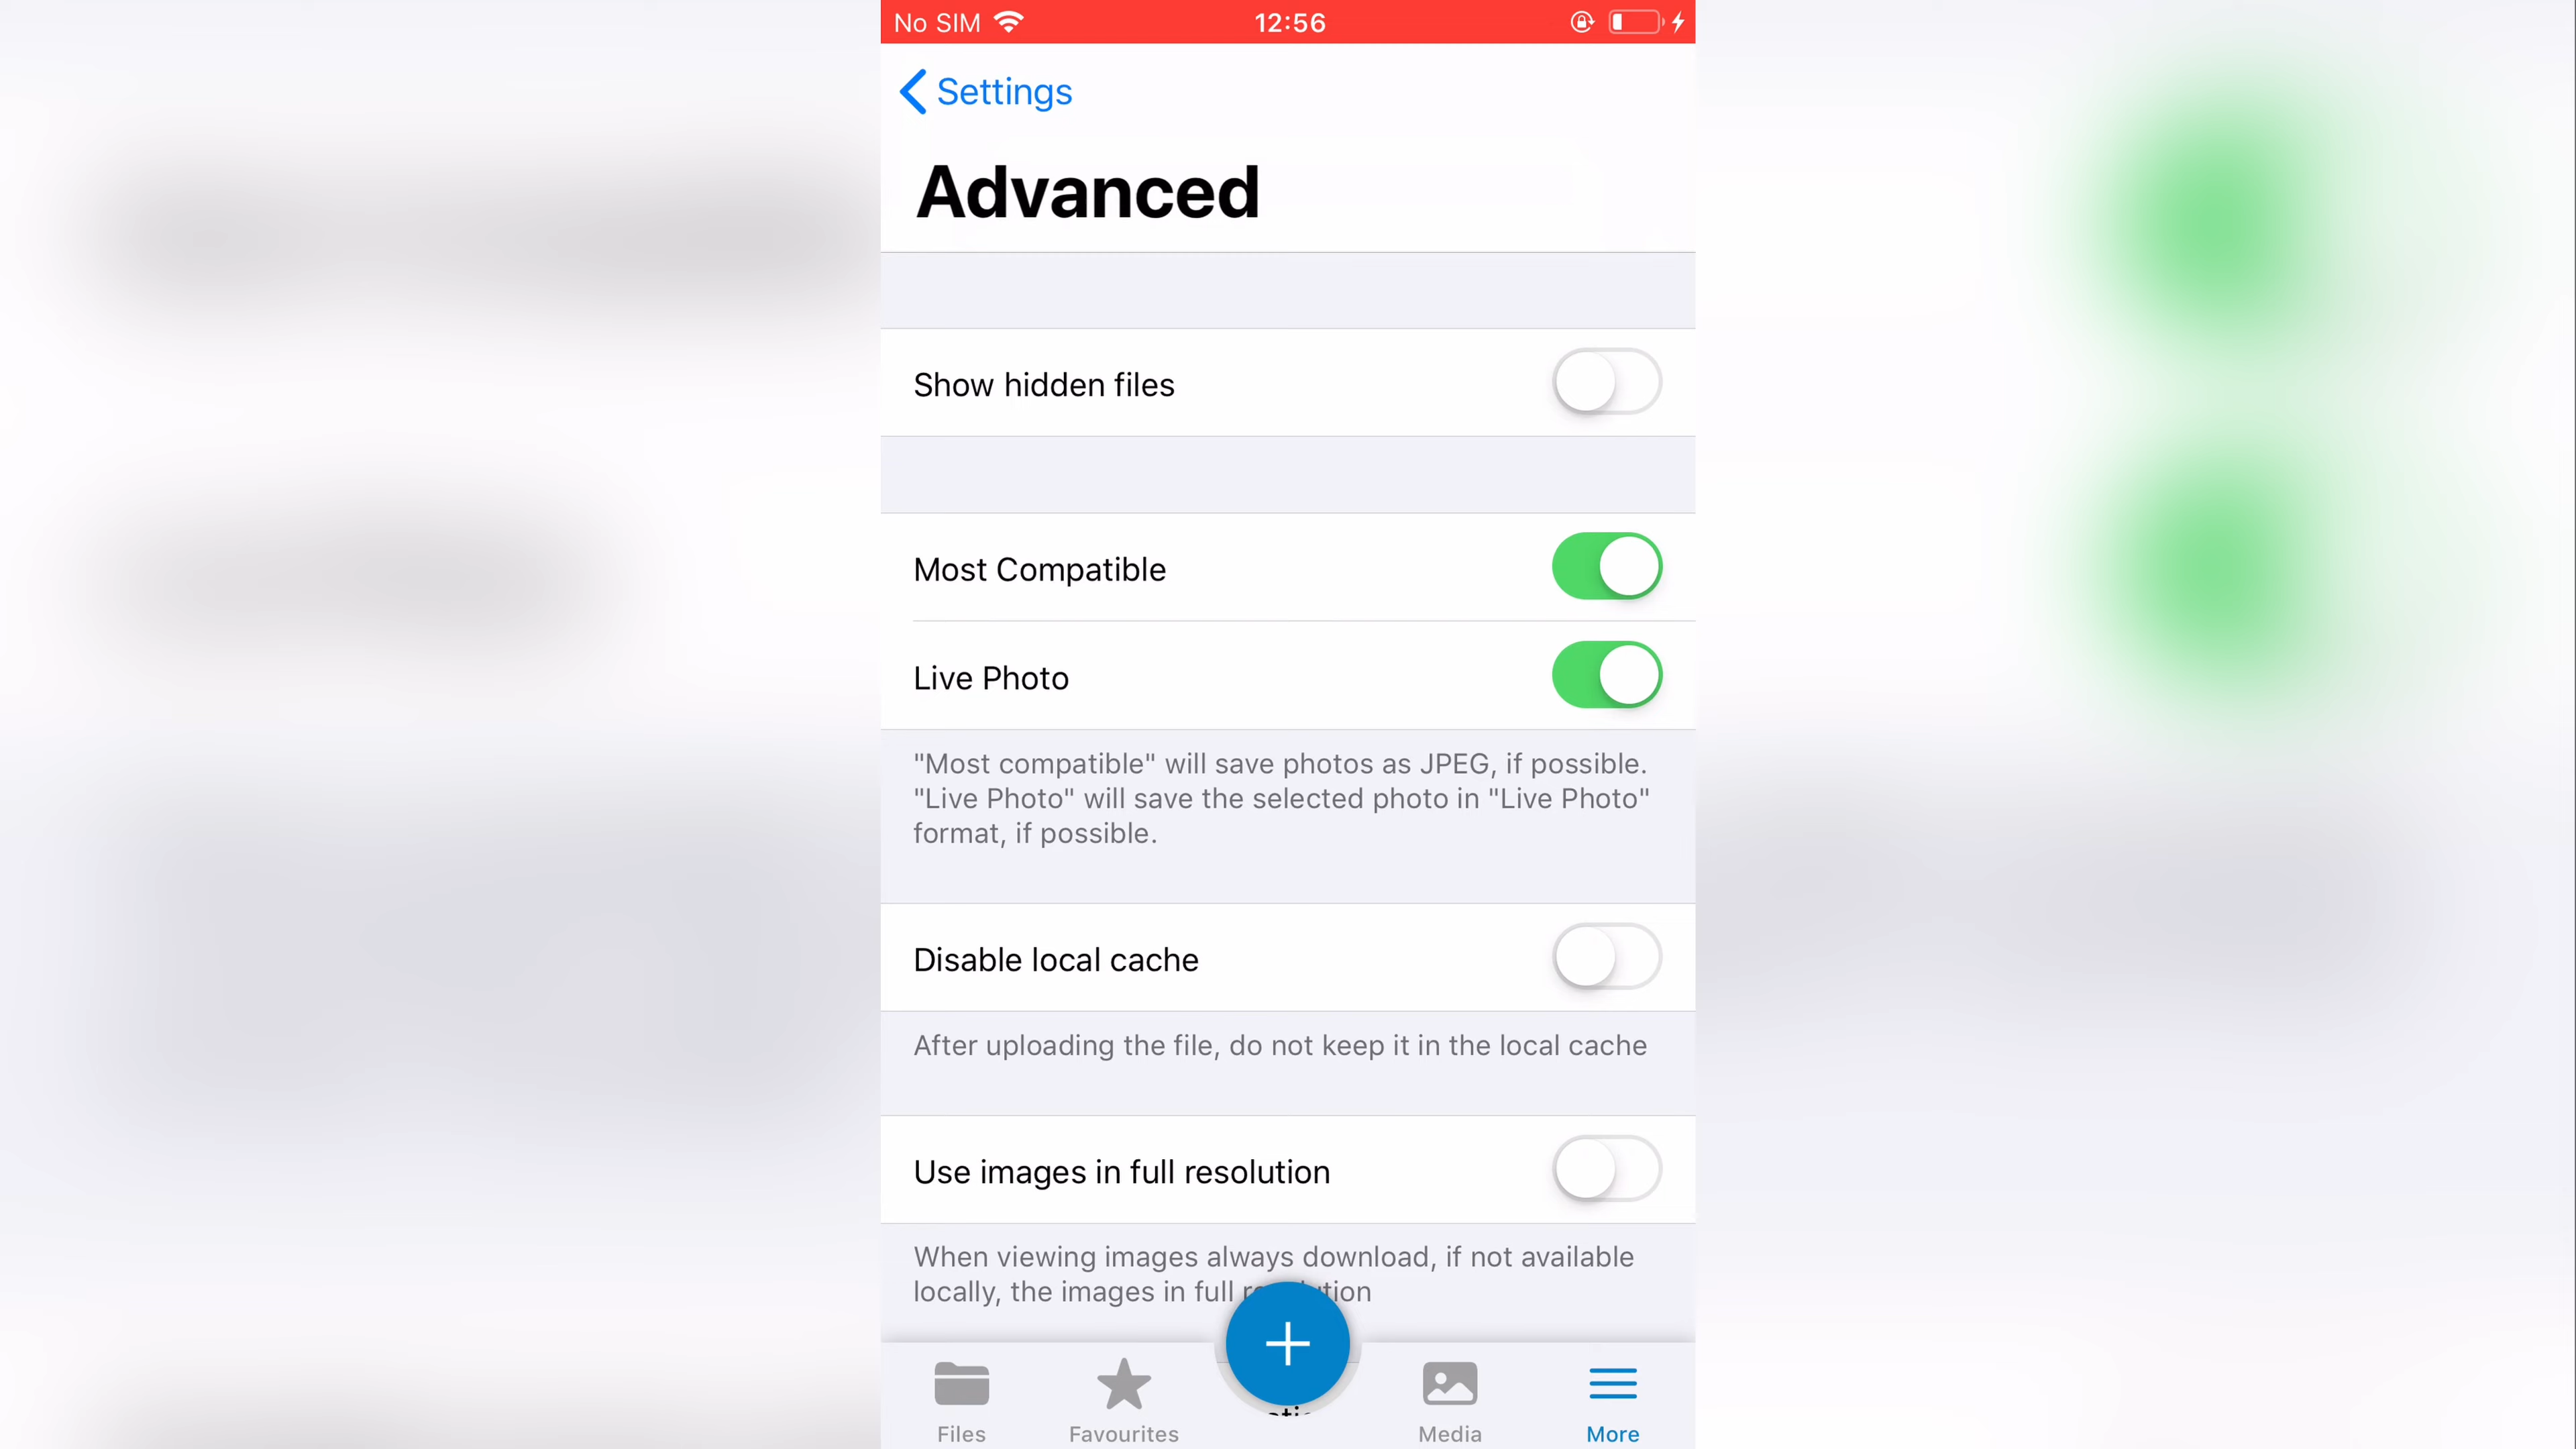 No SIM 12:56
Settings
Advanced
Show hidden files
Most Compatible
Live Photo
"Most compatible" will save photos as JPEG, if possible.
"Live Photo" will save the selected photo in "Live Photo"
format, if possible.
Disable local cache
After uploading the file, do not keep it in the local cache
Use images in full resolution
When viewing images always download, if not available
locally, the images in full
Files Favourites Media More